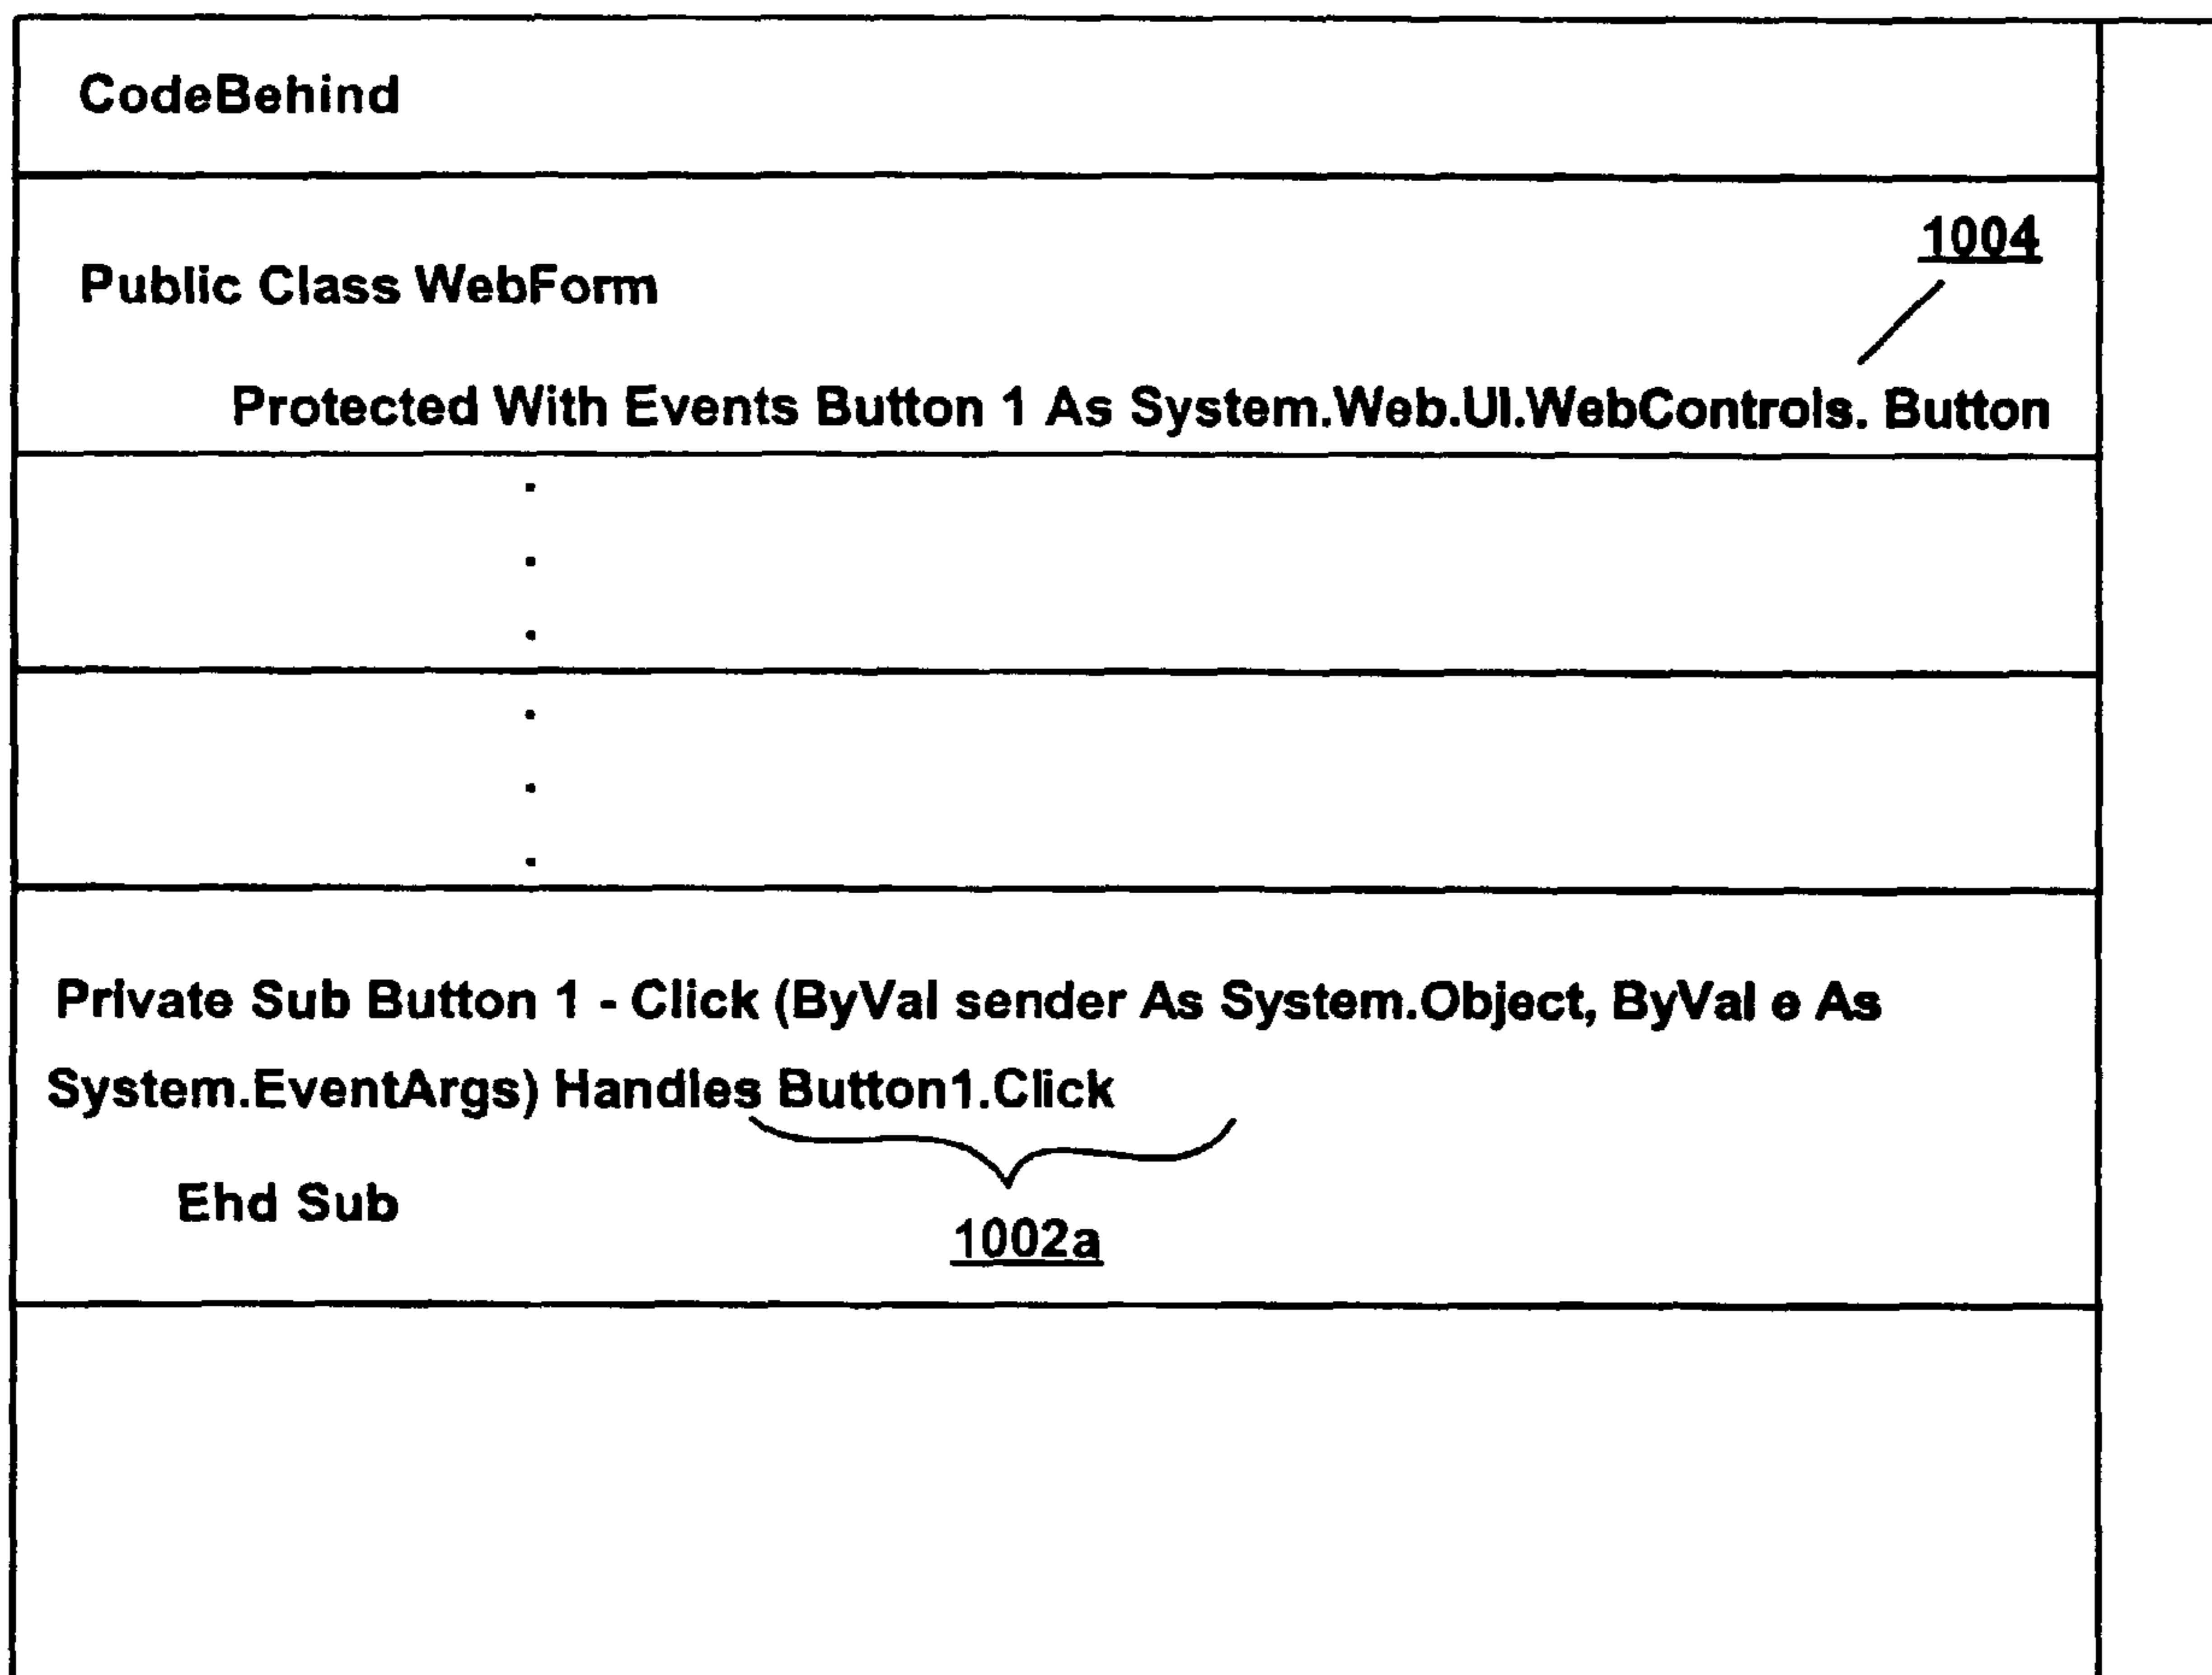 CodeBehind
1004
Public Class WebForm
Protected With Events Button 1 As System.Web.UI.WebControls. Button
Private Sub Button 1 - Click (ByVal sender As System.Object, ByVal e As
System.EventArgs) Handles Button1.Click
Ehd Sub
1002a